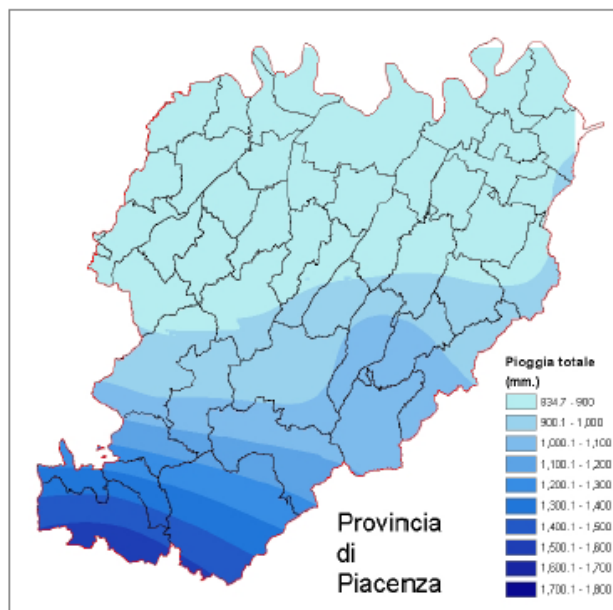 Pioggia totale
(mm.)
834.7 - 900
900.1 - 1,000
1,000.1 - 1,100
1,100.1 - 1,200
1,200.1 - 1,300
1,300.1 - 1,400
1,400.1 - 1,500
1,500.1 - 1,600
1,600.1 - 1,700
1,700.1 - 1,800
Provincia
di
Piacenza